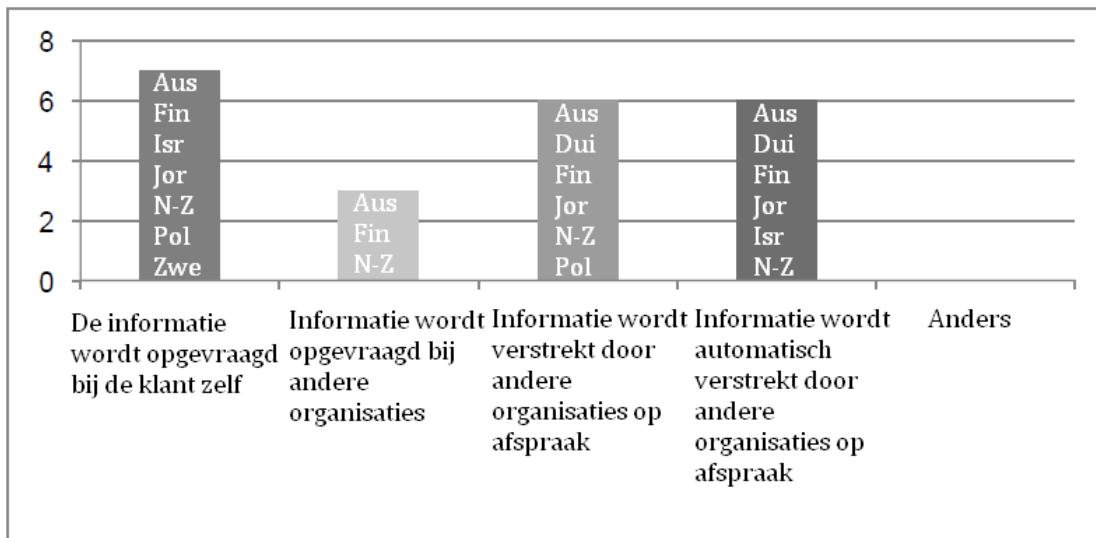 8
6
4
2
0
Aus
Fin
Isr
Jor
N-Z
Pol
Zwe
Aus
Fin
N-Z
Aus
Dui
Fin
Jor
N-Z
Pol
Aus
Dui
Fin
Jor
Isr
N-Z
De informatie
wordt opgevraagd
bij de klant zelf
Informatie wordt
opgevraagd bij
andere
organisaties
Informatie wordt
verstrekt door
andere
organisaties op
afspraak
Informatie wordt
automatisch
verstrekt door
andere
organisaties op
afspraak
Anders